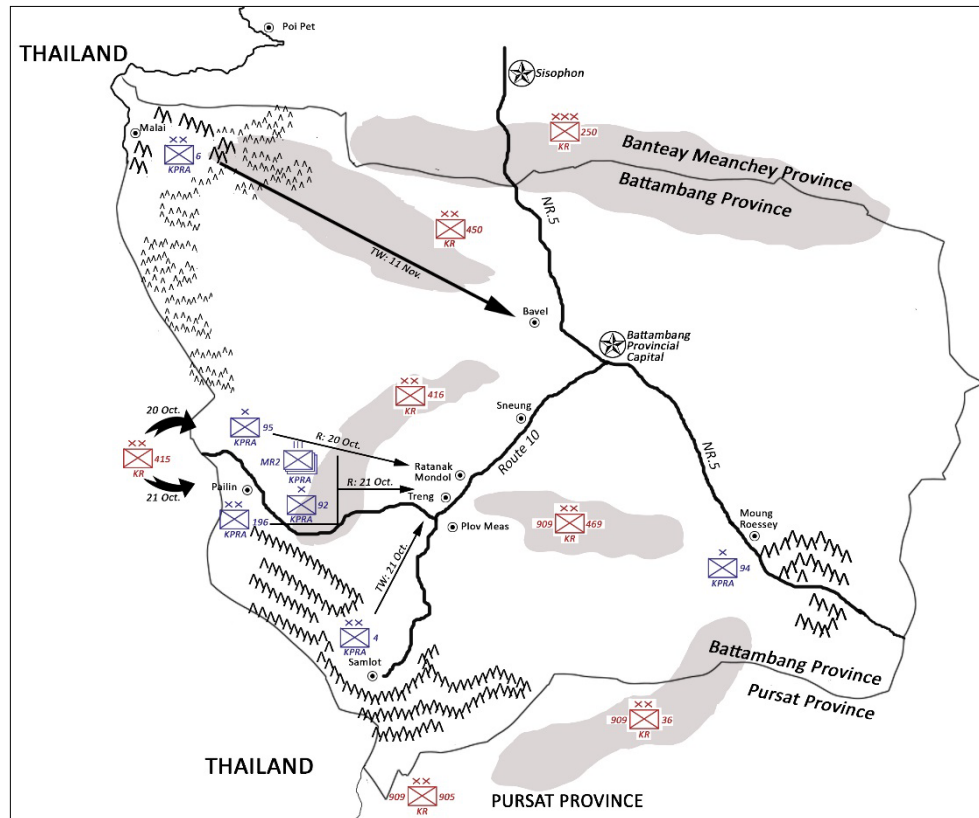 Poi Pet
THAILAND
Sisophon
Malai
××
6
KPRA
×××
250
KR
Banteay Meanchey Province
Battambang Province
NR.5
××
450
KR
TW: 11 Nov.
Bavel
Battambang
Provincial
Capital
××
416
KR
20 Oct.
×
95
KPRA
R: 20 Oct.
Sneung
Route 10
××
415
KR
MR2
III
KPRA
Ratanak
Mondol
21 Oct.
Pailin
×
92
KPRA
R: 21 Oct.
Treng
××
196
KPRA
Plov Meas
××
909
469
KR
NR.5
Moung
Roessey
×
94
KPRA
TW: 21 Oct.
××
4
KPRA
Samlot
Battambang Province
Pursat Province
××
909
36
KR
THAILAND
××
909
905
KR
PURSAT PROVINCE